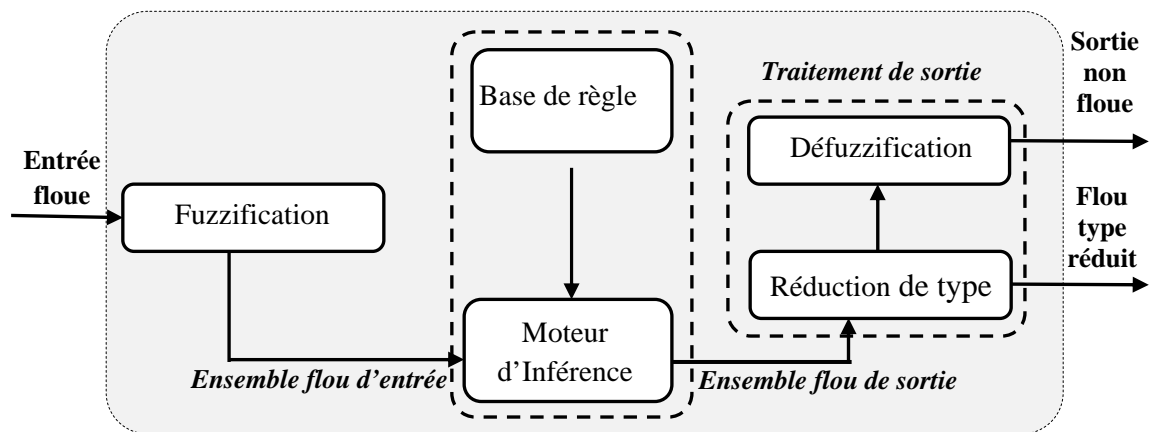 Entrée
floue
Fuzzification
Ensemble flou d’entrée
Base de règle
Moteur
d’Inférence
Ensemble flou de sortie
Traitement de sortie
Défuzzification
Réduction de type
Sortie
non
floue
Flou
type
réduit